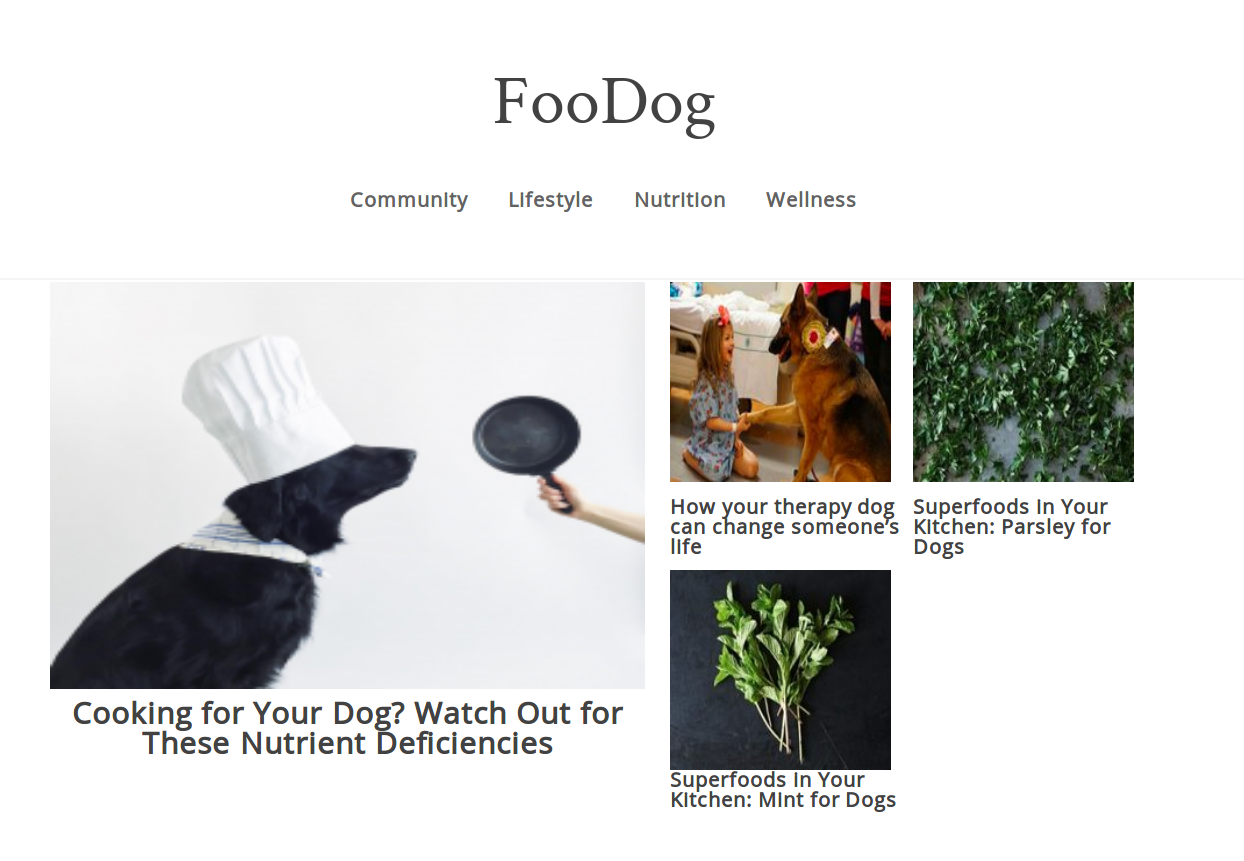 FooDog
Community Lifestyle Nutrition Wellness
Cooking for Your Dog? Watch Out for
These Nutrient Deficiencies
How your therapy dog
can change someone's
life
Superfoods in Your
Kitchen: Parsley for
Dogs
Superfoods in Your
Kitchen: Mint for Dogs